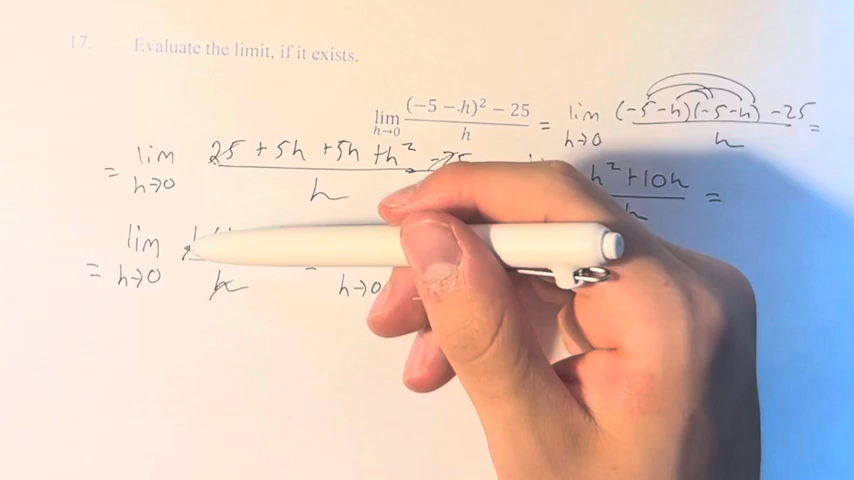 17. Evaluate the limit, if it exists.
lim h→0 (-5 - h)² - 25 / h = lim h→0 (-5-h)(-5-h) -25 / h =
= lim h→0 25 + 5h + 5h + h² -25 / h h² + 10h / h =
= lim h→0 h = h→0